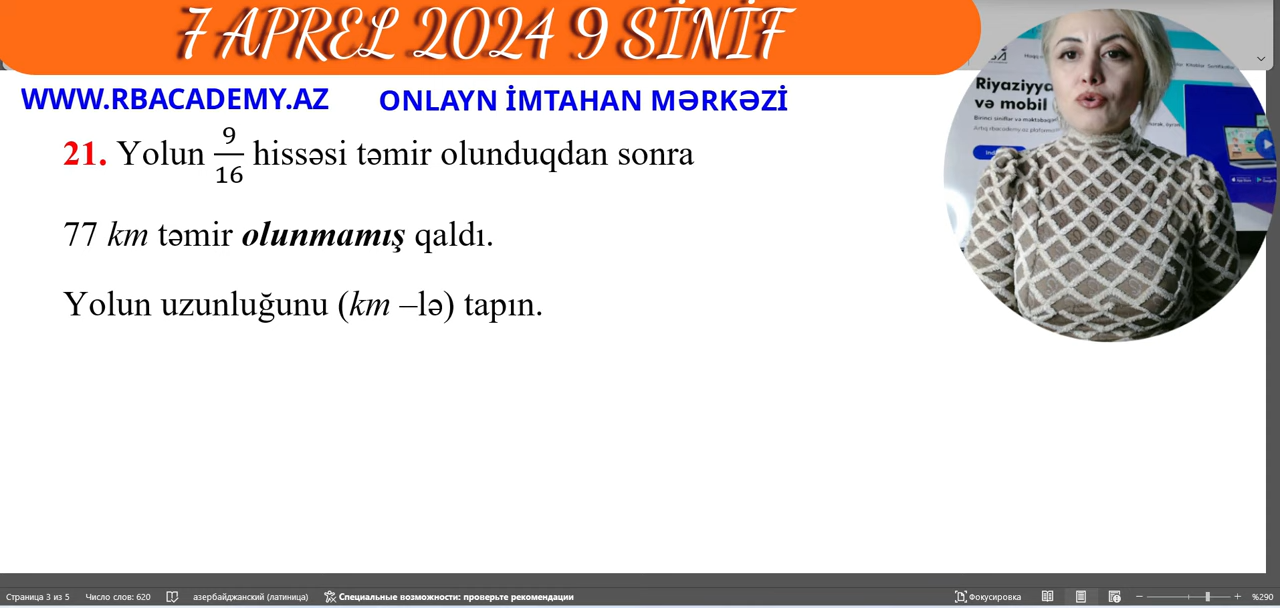 7 APREL 2024 9 SİNİF
WWW.RBACADEMY.AZ ONLAYN İMTAHAN MƏRKƏZİ
21. Yolun 9/16 hissəsi təmir olunduqdan sonra
77 km təmir olunmamış qaldı.
Yolun uzunluğunu (km –lə) tapın.
Riyaziyya
və mobil
Страница 3 из 5 Число слов: 620 азербайджанский (латиница) Специальные возможности: проверьте рекомендации Фокусировка %290